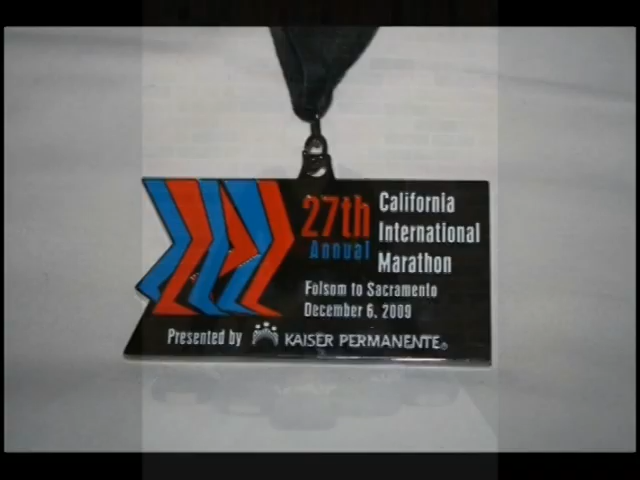 27th
Annual
California
International
Marathon
Folsom to Sacramento
December 6, 2009
Presented by KAISER PERMANENTE®